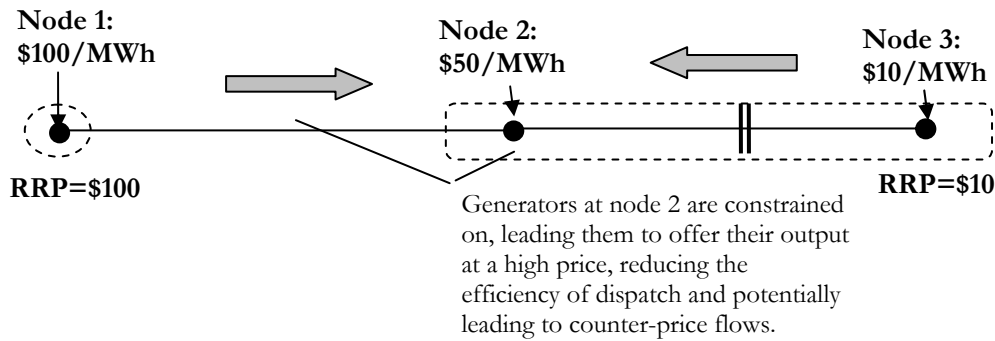 Node 1:
$100/MWh
Node 2:
$50/MWh
Node 3:
$10/MWh
RRP=$100
RRP=$10
Generators at node 2 are constrained
on, leading them to offer their output
at a high price, reducing the
efficiency of dispatch and potentially
leading to counter-price flows.